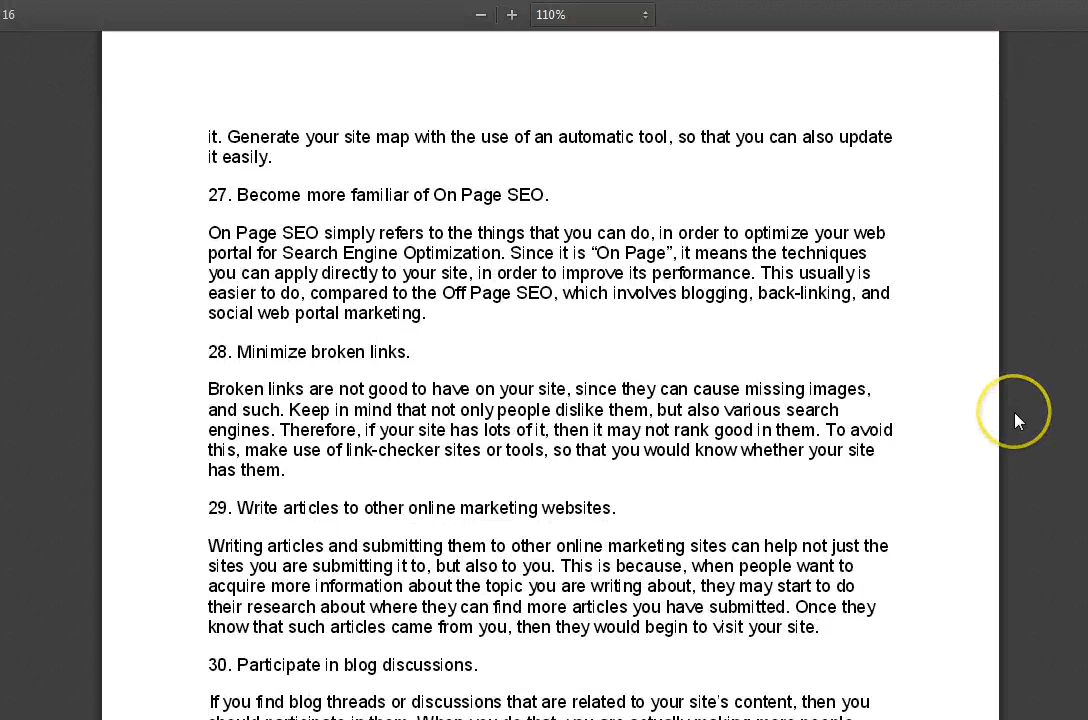 16
110%
it. Generate your site map with the use of an automatic tool, so that you can also update
it easily.
27. Become more familiar of On Page SEO.
On Page SEO simply refers to the things that you can do, in order to optimize your web
portal for Search Engine Optimization. Since it is “On Page”, it means the techniques
you can apply directly to your site, in order to improve its performance. This usually is
easier to do, compared to the Off Page SEO, which involves blogging, back-linking, and
social web portal marketing.
28. Minimize broken links.
Broken links are not good to have on your site, since they can cause missing images,
and such. Keep in mind that not only people dislike them, but also various search
engines. Therefore, if your site has lots of it, then it may not rank good in them. To avoid
this, make use of link-checker sites or tools, so that you would know whether your site
has them.
29. Write articles to other online marketing websites.
Writing articles and submitting them to other online marketing sites can help not just the
sites you are submitting it to, but also to you. This is because, when people want to
acquire more information about the topic you are writing about, they may start to do
their research about where they can find more articles you have submitted. Once they
know that such articles came from you, then they would begin to visit your site.
30. Participate in blog discussions.
If you find blog threads or discussions that are related to your site's content, then you
should participate in them. When you do that, you are actually making more people